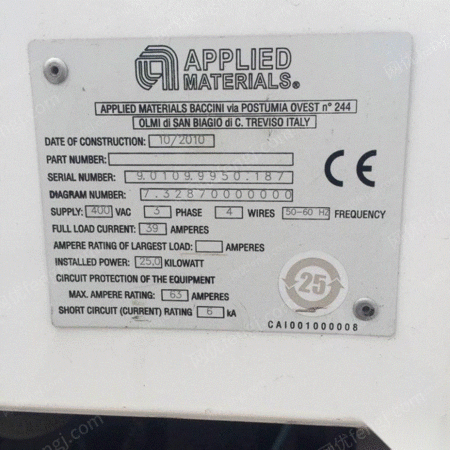 APPLIED
MATERIALS®
APPLIED MATERIALS BACCINI via POSTUMIA OVEST n° 244
OLMI di SAN BIAGIO di C. TREVISO ITALY
DATE OF CONSTRUCTION: 10/2010
PART NUMBER:
SERIAL NUMBER: 9.0109.9950.187
DIAGRAM NUMBER: 7.32870000000
SUPPLY: 400 VAC 3 PHASE 4 WIRES 50-60 HZ FREQUENCY
FULL LOAD CURRENT: 39 AMPERES
AMPERE RATING OF LARGEST LOAD: AMPERES
INSTALLED POWER: 25,0 KILOWATT
CIRCUIT PROTECTION OF THE EQUIPMENT
MAX. AMPERE RATING: 63 AMPERES
SHORT CIRCUIT (CURRENT) RATING 6 kA
CE
25
CAI001000008